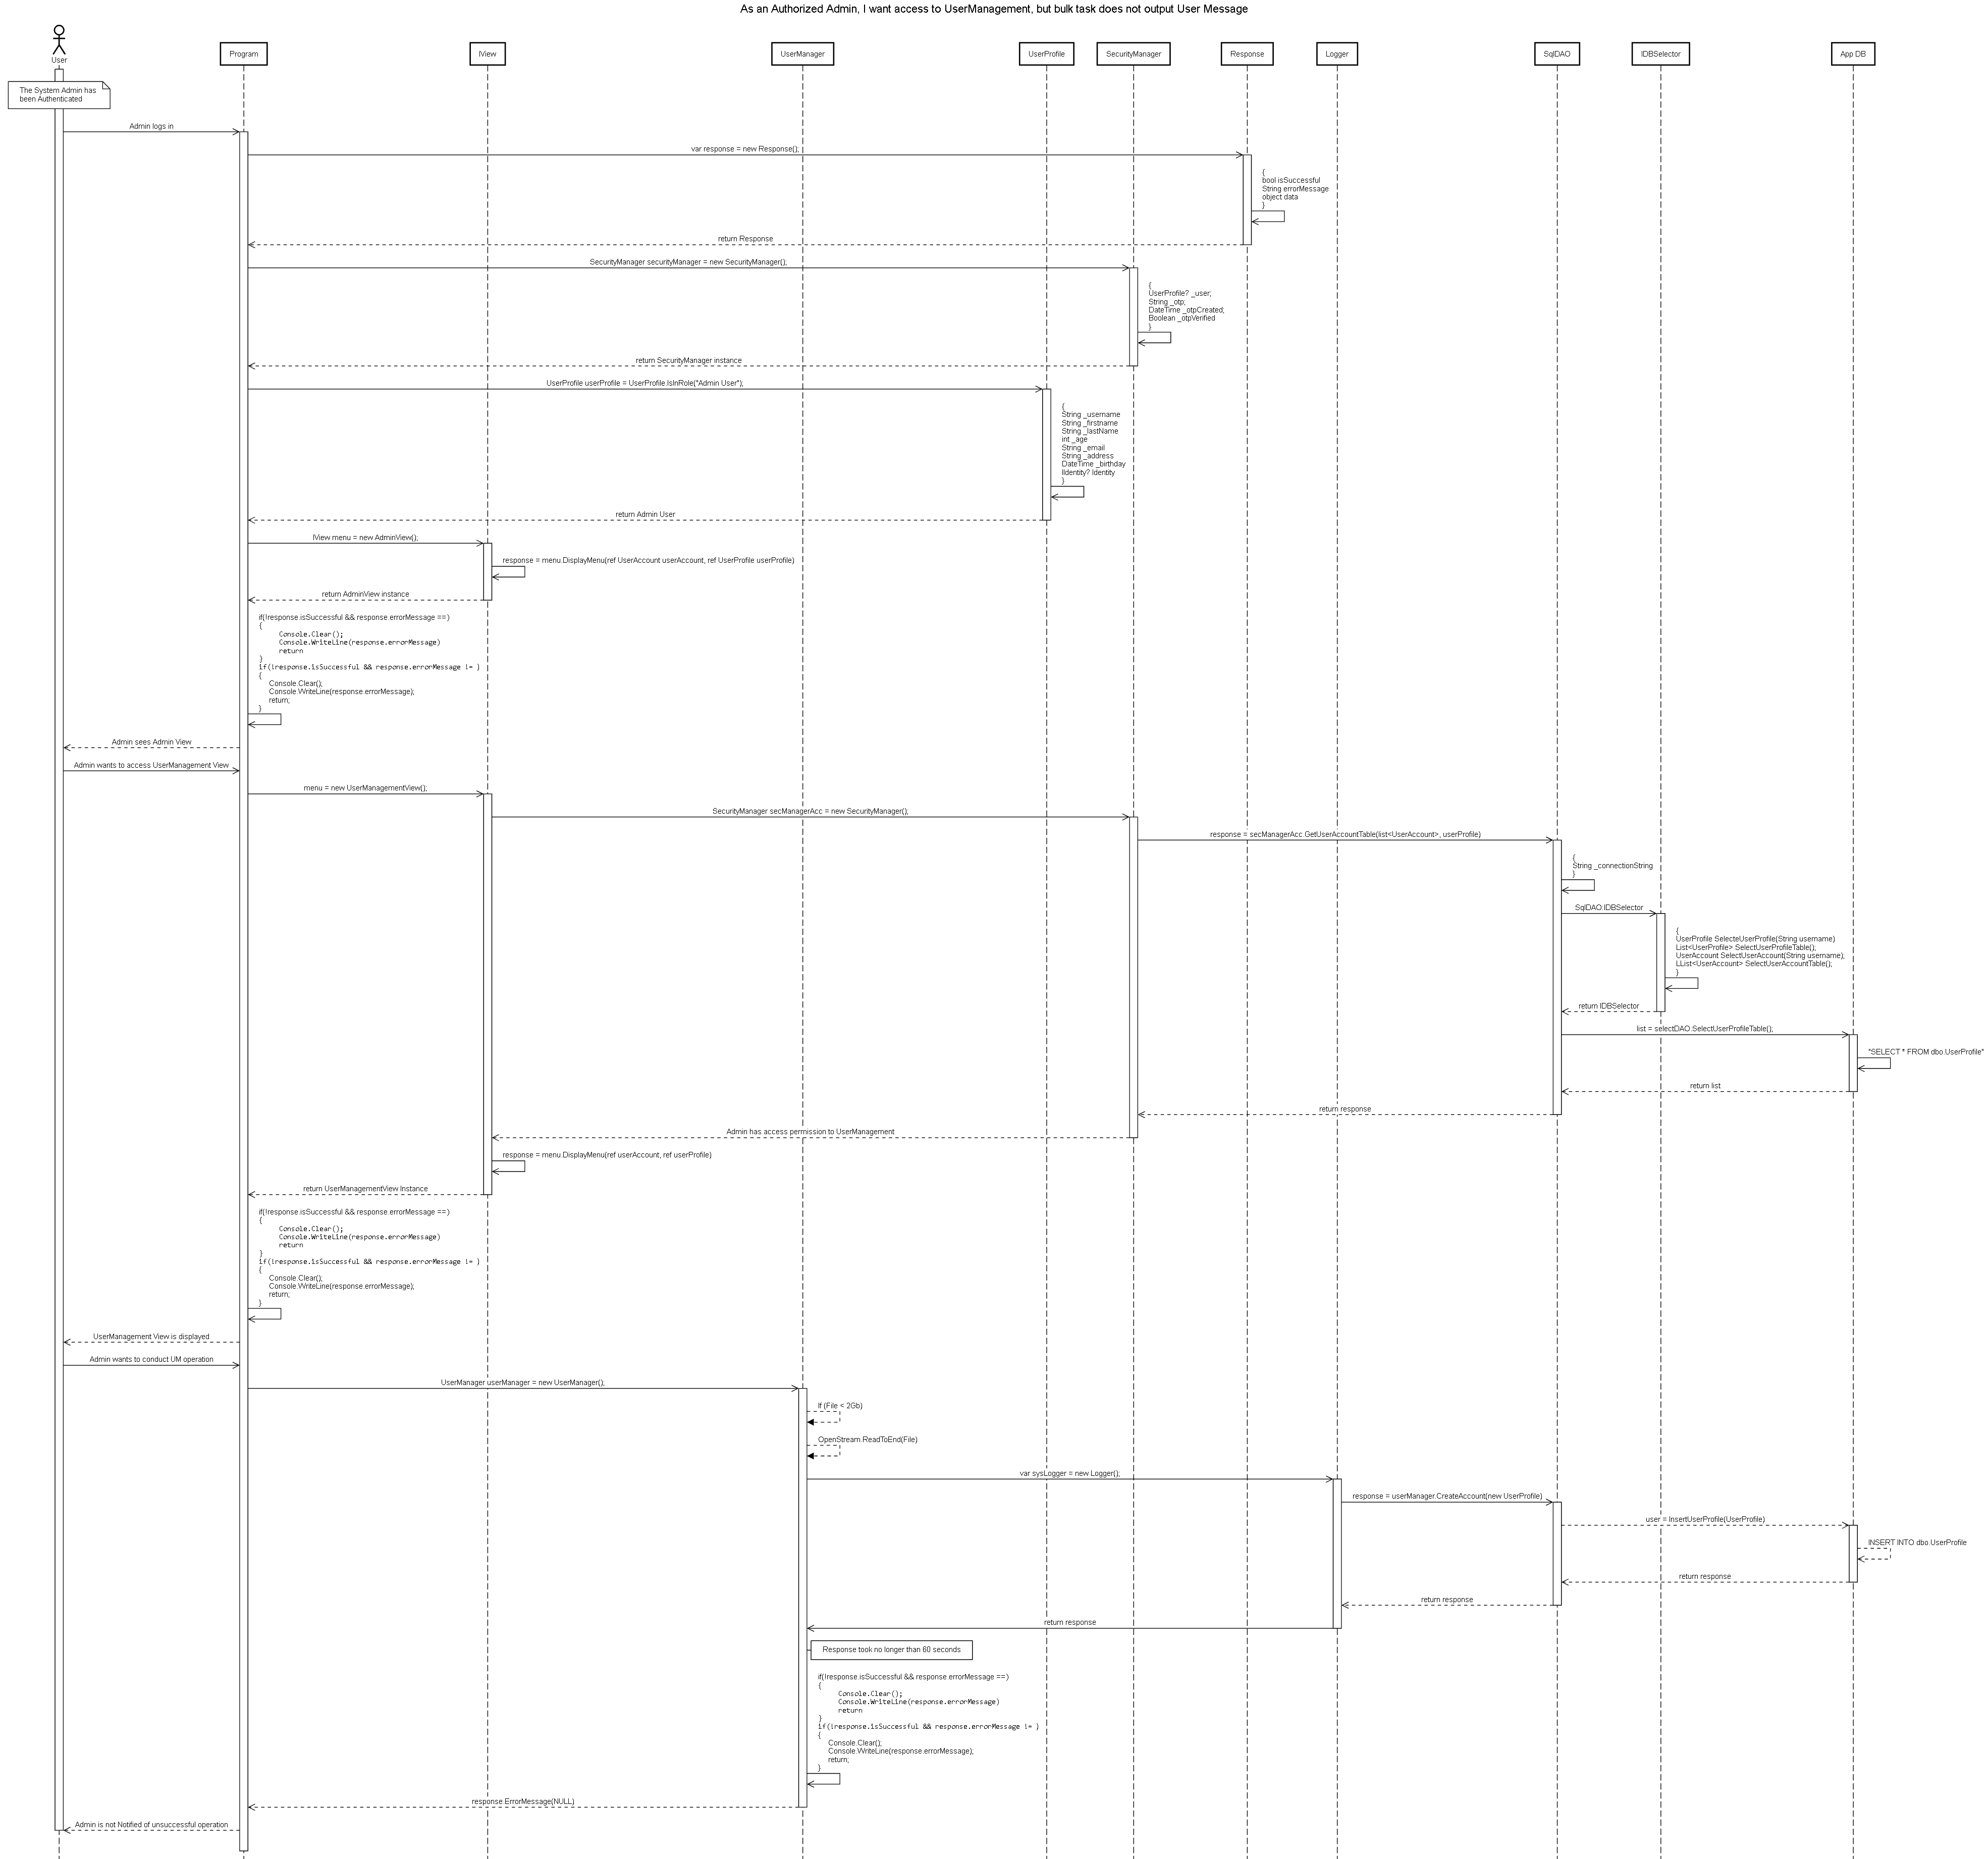 As an Authorized Admin, I want access to UserManagement, but bulk task does not output User Message
User
Program
IView
UserManager
UserProfile
SecurityManager
Response
Logger
SqlDAO
IDBSelector
App DB
The System Admin has
been Authenticated
Admin logs in
var response = new Response();
{
bool isSuccessful
String errorMessage
object data
}
return Response
SecurityManager securityManager = new SecurityManager();
{
UserProfile? _user;
String _otp;
DateTime _otpCreated;
Boolean _otpVerified
}
return SecurityManager instance
UserProfile userProfile = UserProfile.IsInRole("Admin User");
{
String _username
String _firstname
String _lastName
int _age
String _email
String _address
DateTime _birthday
IIdentity? Identity
}
return Admin User
IView menu = new AdminView();
response = menu.DisplayMenu(ref UserAccount userAccount, ref UserProfile userProfile)
return AdminView instance
if(!response.isSuccessful && response.errorMessage ==)
{
Console.Clear();
Console.WriteLine(response.errorMessage)
return
}
if(!response.isSuccessful && response.errorMessage != )
{
Console.Clear();
Console.WriteLine(response.errorMessage);
return;
}
Admin sees Admin View
Admin wants to access UserManagement View
menu = new UserManagementView();
SecurityManager secManagerAcc = new SecurityManager();
response = secManagerAcc.GetUserAccountTable(list<UserAccount>, userProfile)
{
String _connectionString
}
SqlDAO:IDBSelector
{
UserProfile SelecteUserProfile(String username)
List<UserProfile> SelectUserProfileTable();
UserAccount SelectUserAccount(String username);
LList<UserAccount> SelectUserAccountTable();
}
return IDBSelector
list = selectDAO.SelectUserProfileTable();
"SELECT * FROM dbo.UserProfile"
return list
return response
Admin has access permission to UserManagement
response = menu.DisplayMenu(ref userAccount, ref userProfile)
return UserManagementView Instance
if(!response.isSuccessful && response.errorMessage ==)
{
Console.Clear();
Console.WriteLine(response.errorMessage)
return
}
if(!response.isSuccessful && response.errorMessage != )
{
Console.Clear();
Console.WriteLine(response.errorMessage);
return;
}
UserManagement View is displayed
Admin wants to conduct UM operation
UserManager userManager = new UserManager();
If (File < 2Gb)
OpenStream.ReadToEnd(File)
var sysLogger = new Logger();
response = userManager.CreateAccount(new UserProfile)
user = InsertUserProfile(UserProfile)
INSERT INTO dbo.UserProfile
return response
return response
return response
Response took no longer than 60 seconds
if(!response.isSuccessful && response.errorMessage ==)
{
Console.Clear();
Console.WriteLine(response.errorMessage)
return
}
if(!response.isSuccessful && response.errorMessage != )
{
Console.Clear();
Console.WriteLine(response.errorMessage);
return;
}
response.ErrorMessage(NULL)
Admin is not Notified of unsuccessful operation